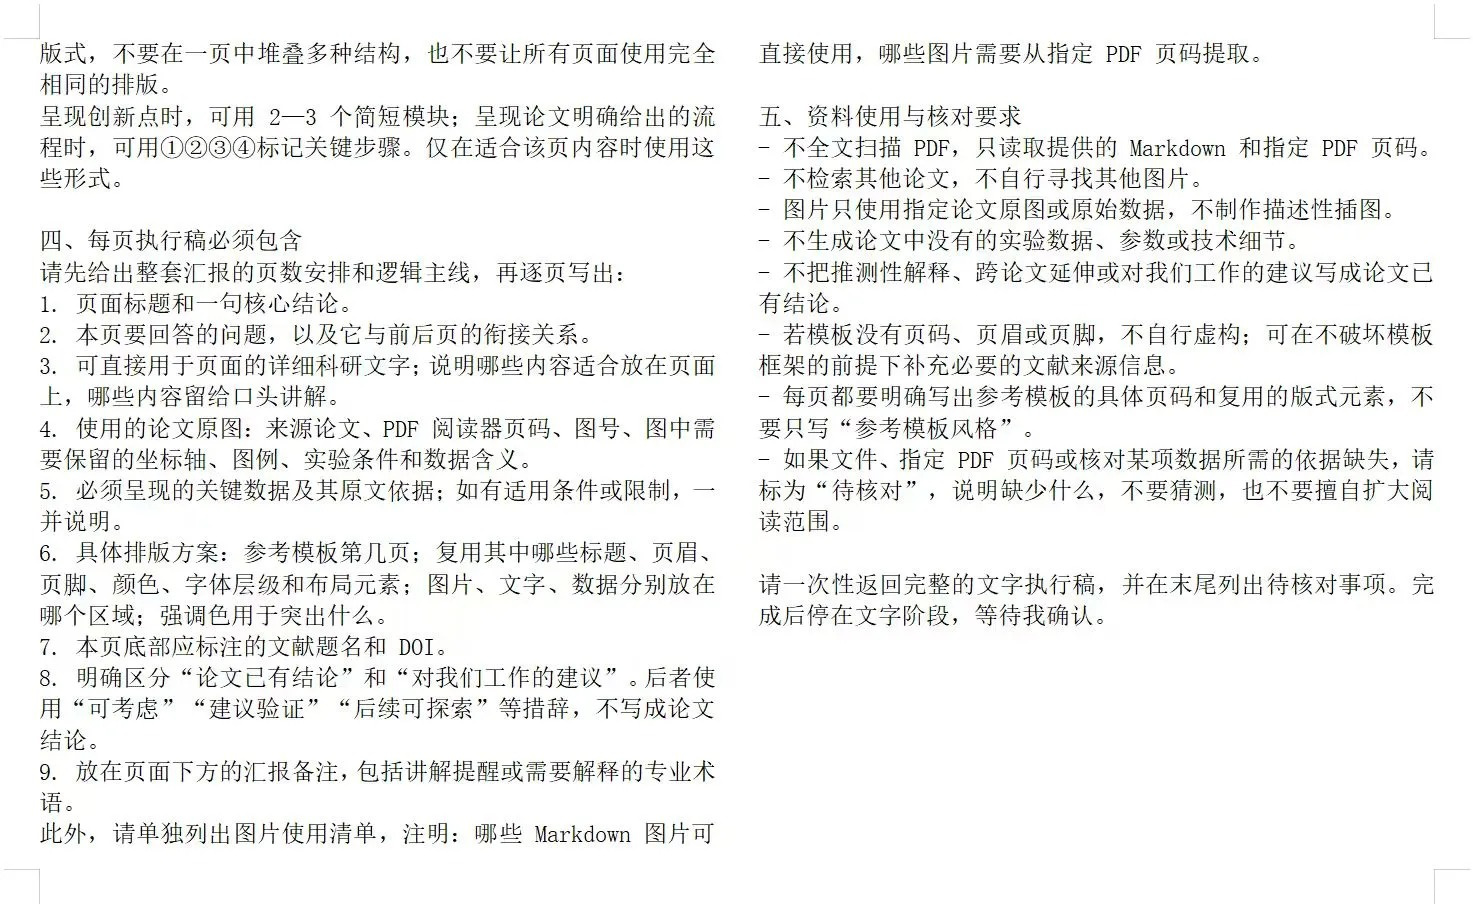 版式，不要在一页中堆叠多种结构，也不要让所有页面使用完全
相同的排版。
呈现创新点时，可用 2—3 个简短模块；呈现论文明确给出的流
程时，可用①②③④标记关键步骤。仅在适合该页内容时使用这
些形式。
四、每页执行稿必须包含
请先给出整套汇报的页数安排和逻辑主线，再逐页写出：
1. 页面标题和一句核心结论。
2. 本页要回答的问题，以及它与前后页的衔接关系。
3. 可直接用于页面的详细科研文字；说明哪些内容适合放在页面
上，哪些内容留给口头讲解。
4. 使用的论文原图：来源论文、PDF 阅读器页码、图号、图中需
要保留的坐标轴、图例、实验条件和数据含义。
5. 必须呈现的关键数据及其原文依据；如有适用条件或限制，一
并说明。
6. 具体排版方案：参考模板第几页；复用其中哪些标题、页眉、
页脚、颜色、字体层级和布局元素；图片、文字、数据分别放在
哪个区域；强调色用于突出什么。
7. 本页底部应标注的文献题名和 DOI。
8. 明确区分“论文已有结论”和“对我们工作的建议”。后者使
用“可考虑”“建议验证”“后续可探索”等措辞，不写成论文
结论。
9. 放在页面下方的汇报备注，包括讲解提醒或需要解释的专业术
语。
此外，请单独列出图片使用清单，注明：哪些 Markdown 图片可
直接使用，哪些图片需要从指定 PDF 页码提取。
五、资料使用与核对要求
- 不全文扫描 PDF，只读取提供的 Markdown 和指定 PDF 页码。
- 不检索其他论文，不自行寻找其他图片。
- 图片只使用指定论文原图或原始数据，不制作描述性插图。
- 不生成论文中没有的实验数据、参数或技术细节。
- 不把推测性解释、跨论文延伸或对我们工作的建议写成论文已
有结论。
- 若模板没有页码、页眉或页脚，不自行虚构；可在不破坏模板
框架的前提下补充必要的文献来源信息。
- 每页都要明确写出参考模板的具体页码和复用的版式元素，不
要只写“参考模板风格”。
- 如果文件、指定 PDF 页码或核对某项数据所需的依据缺失，请
标为“待核对”，说明缺少什么，不要猜测，也不要擅自扩大阅
读范围。
请一次性返回完整的文字执行稿，并在末尾列出待核对事项。完
成后停在文字阶段，等待我确认。